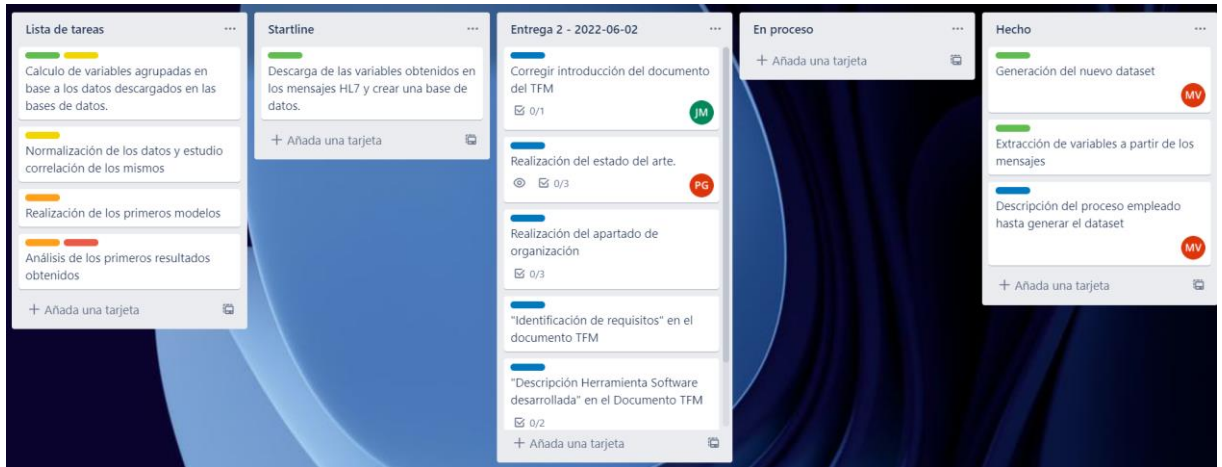 Lista de tareas
Calculo de variables agrupadas en
base a los datos descargados en las
bases de datos.
Normalización de los datos y estudio
correlación de los mismos
Realización de los primeros modelos
Análisis de los primeros resultados
obtenidos
+ Añada una tarjeta
Startline
Descarga de las variables obtenidos en
los mensajes HL7 y crear una base de
datos.
+ Añada una tarjeta
Entrega 2 - 2022-06-02
Corregir introducción del documento
del TFM
0/1
JM
Realización del estado del arte.
0/3
PG
Realización del apartado de
organización
0/3
"Identificación de requisitos" en el
documento TFM
"Descripción Herramienta Software
desarrollada" en el Documento TFM
0/2
+ Añada una tarjeta
En proceso
+ Añada una tarjeta
Hecho
Generación del nuevo dataset
MV
Extracción de variables a partir de los
mensajes
Descripción del proceso empleado
hasta generar el dataset
MV
+ Añada una tarjeta